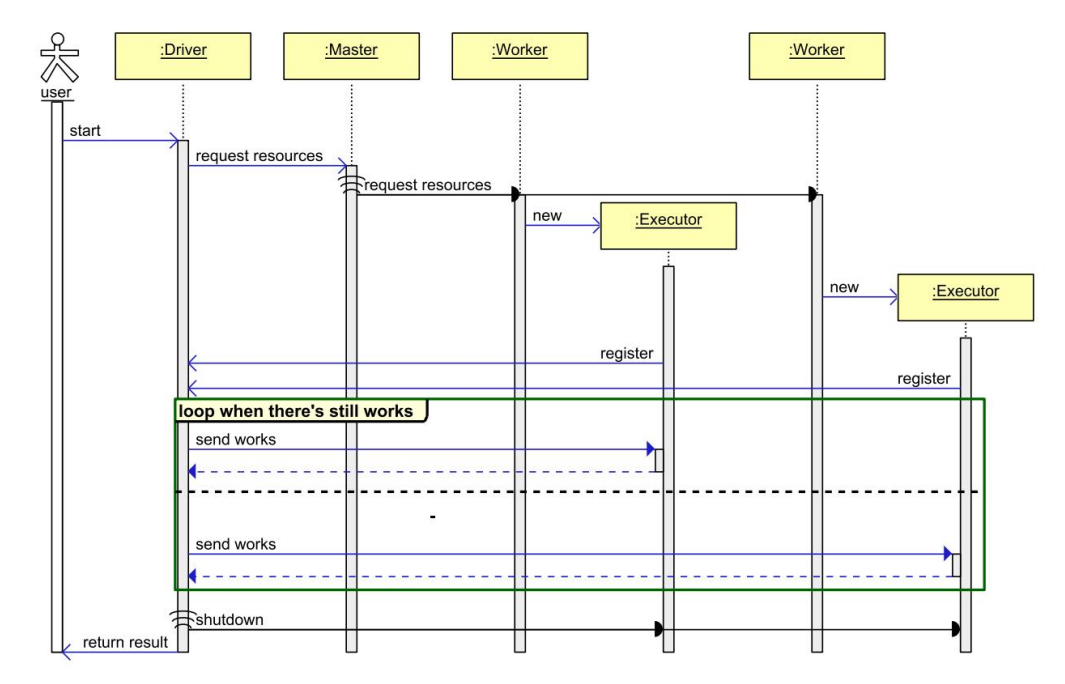 :Driver
:Master
:Worker
:Worker
user
start
request resources
request resources
new
:Executor
new
:Executor
register
register
loop when there's still works
send works
-
send works
shutdown
return result